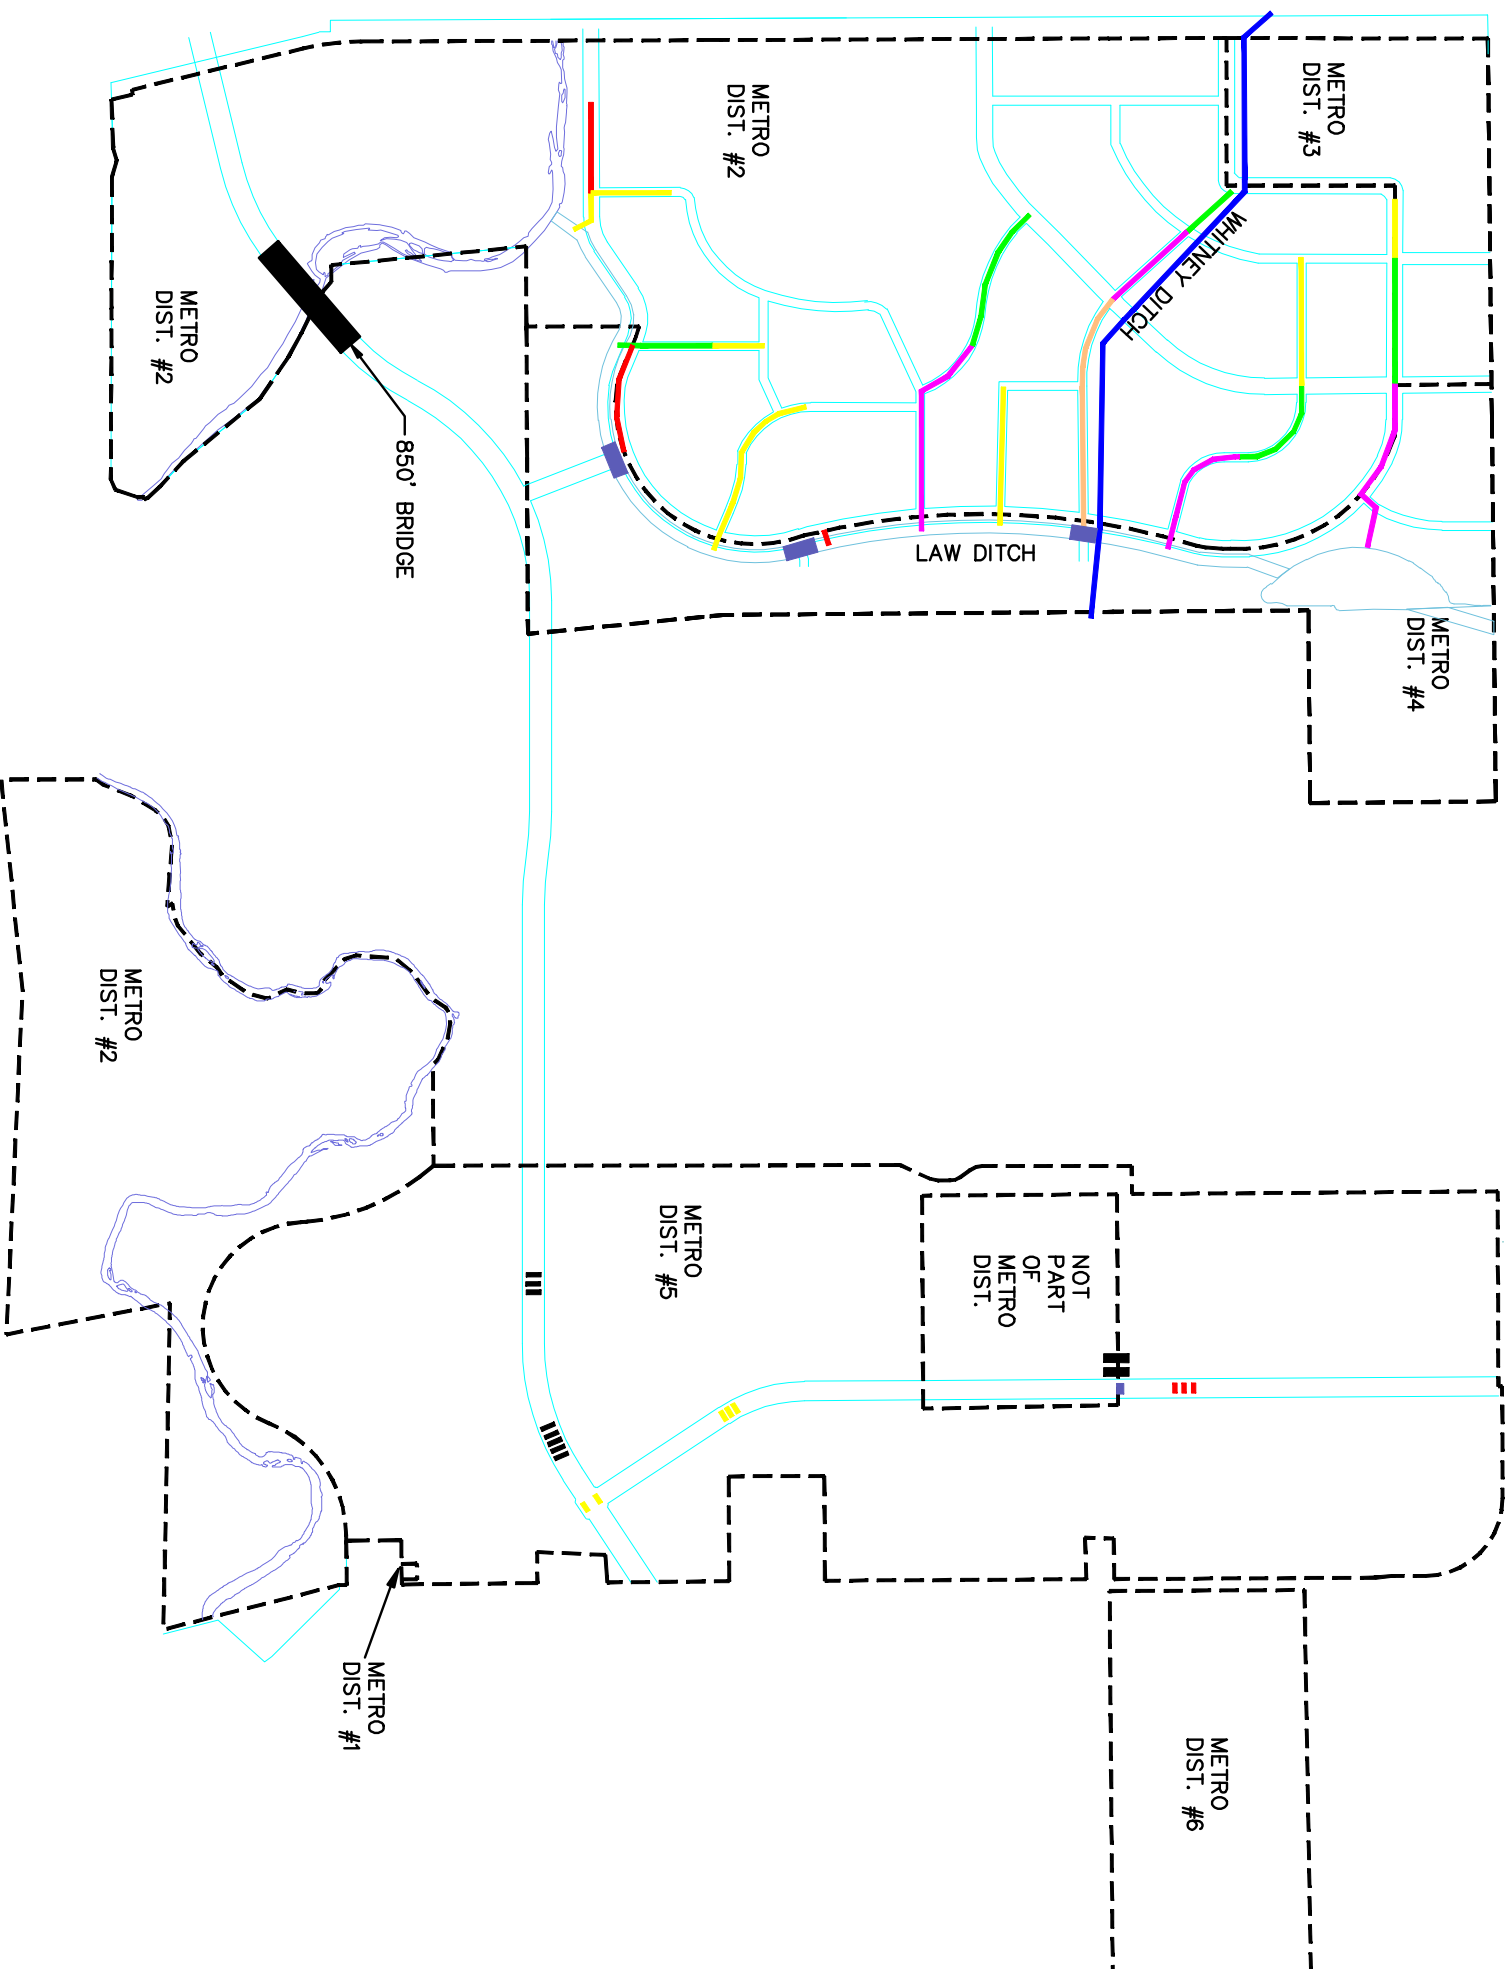 METRO
DIST. #3
METRO
DIST. #2
WHITNEY DITCH
METRO
DIST. #2
850' BRIDGE
LAW DITCH
METRO
DIST. #4
METRO
DIST. #2
METRO
DIST. #5
NOT
PART
OF
METRO
DIST.
METRO
DIST. #1
METRO
DIST. #6